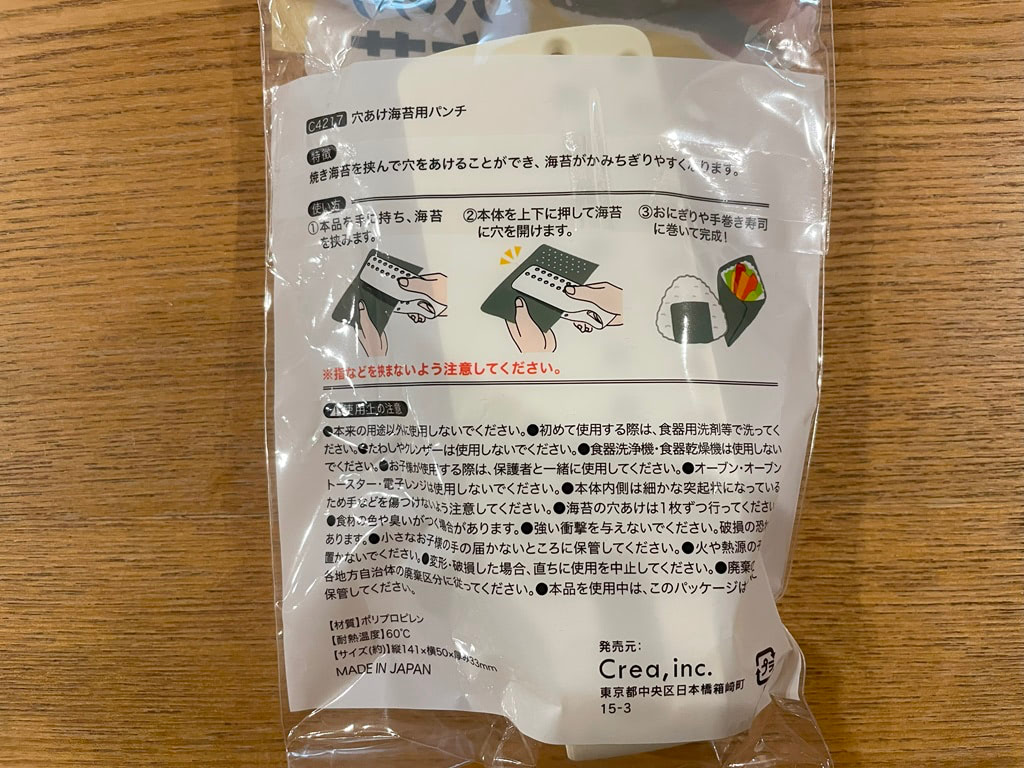 C4217 穴あけ海苔用パンチ
特徴
焼き海苔を挟んで穴をあけることができ、海苔がかみちぎりやすくなります。
使い方
①本品を手に持ち、海苔
を挟みます。
②本体を上下に押して海苔
に穴を開けます。
③おにぎりや手巻き寿司
に巻いて完成!
※指などを挟まないよう注意してください。
使用上の注意
●本来の用途以外に使用しないでください。●初めて使用する際は、食器用洗剤等で洗ってく
ださい。●たわしやクレンザーは使用しないでください。●食器洗浄機・食器乾燥機は使用しない
でください。●お子様が使用する際は、保護者と一緒に使用してください。●オーブン・オーブン
トースター・電子レンジは使用しないでください。●本体内側は細かな突起状になっている
ため手などを傷つけないよう注意してください。●海苔の穴あけは1枚ずつ行ってください
●食材の色や臭いがつく場合があります。●強い衝撃を与えないでください。破損の恐
あります。●小さなお子様の手の届かないところに保管してください。●火や熱源の
置かないでください。●変形・破損した場合、直ちに使用を中止してください。●廃棄
各地方自治体の廃棄区分に従ってください。●本品を使用中は、このパッケージは
保管してください。
【材質】ポリプロピレン
【耐熱温度】60℃
【サイズ(約)】縦141×横50×厚み33mm
MADE IN JAPAN
発売元:
Crea,inc.
東京都中央区日本橋箱崎町
15-3
プラ